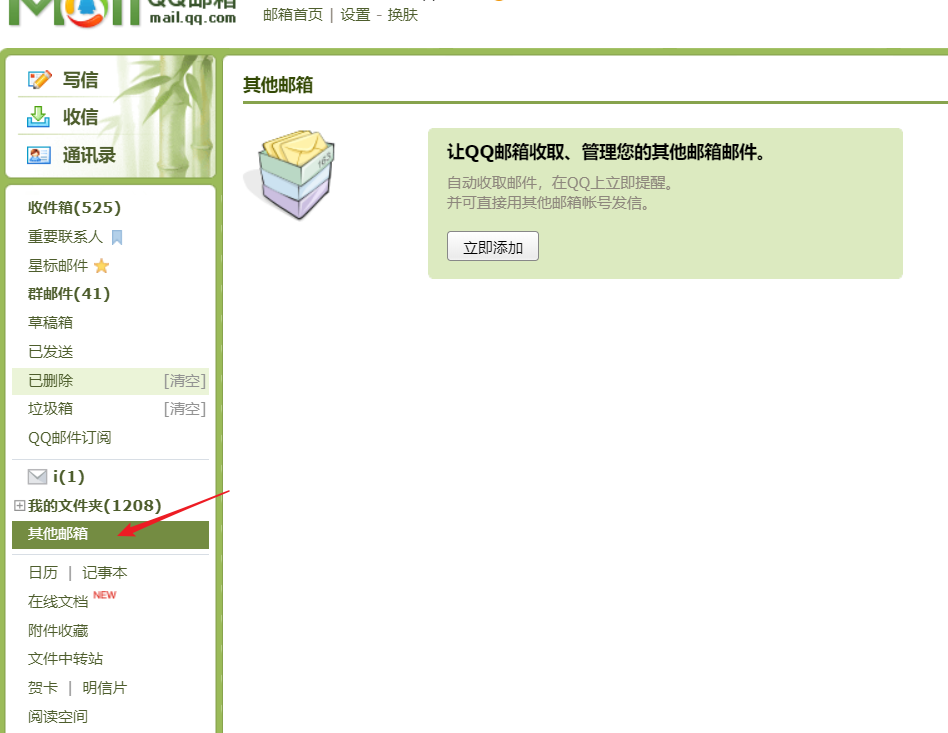 QQ邮箱
mail.qq.com
邮箱首页 | 设置 - 换肤
写信
收信
通讯录
收件箱(525)
重要联系人
星标邮件
群邮件(41)
草稿箱
已发送
已删除 [清空]
垃圾箱 [清空]
QQ邮件订阅
i(1)
我的文件夹(1208)
其他邮箱
日历 | 记事本
在线文档 NEW
附件收藏
文件中转站
贺卡 | 明信片
阅读空间
其他邮箱
163
让QQ邮箱收取、管理您的其他邮箱邮件。
自动收取邮件，在QQ上立即提醒。
并可直接用其他邮箱帐号发信。
立即添加